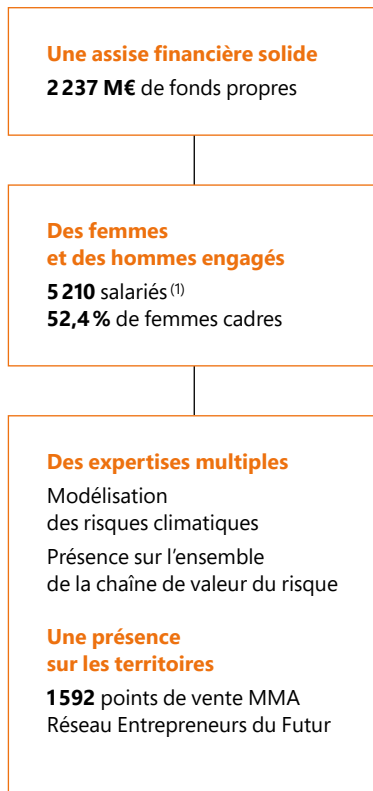 Une assise financière solide
2 237 M€ de fonds propres
Des femmes
et des hommes engagés
5 210 salariés (1)
52,4 % de femmes cadres
Des expertises multiples
Modélisation
des risques climatiques
Présence sur l'ensemble
de la chaîne de valeur du risque
Une présence
sur les territoires
1 592 points de vente MMA
Réseau Entrepreneurs du Futur